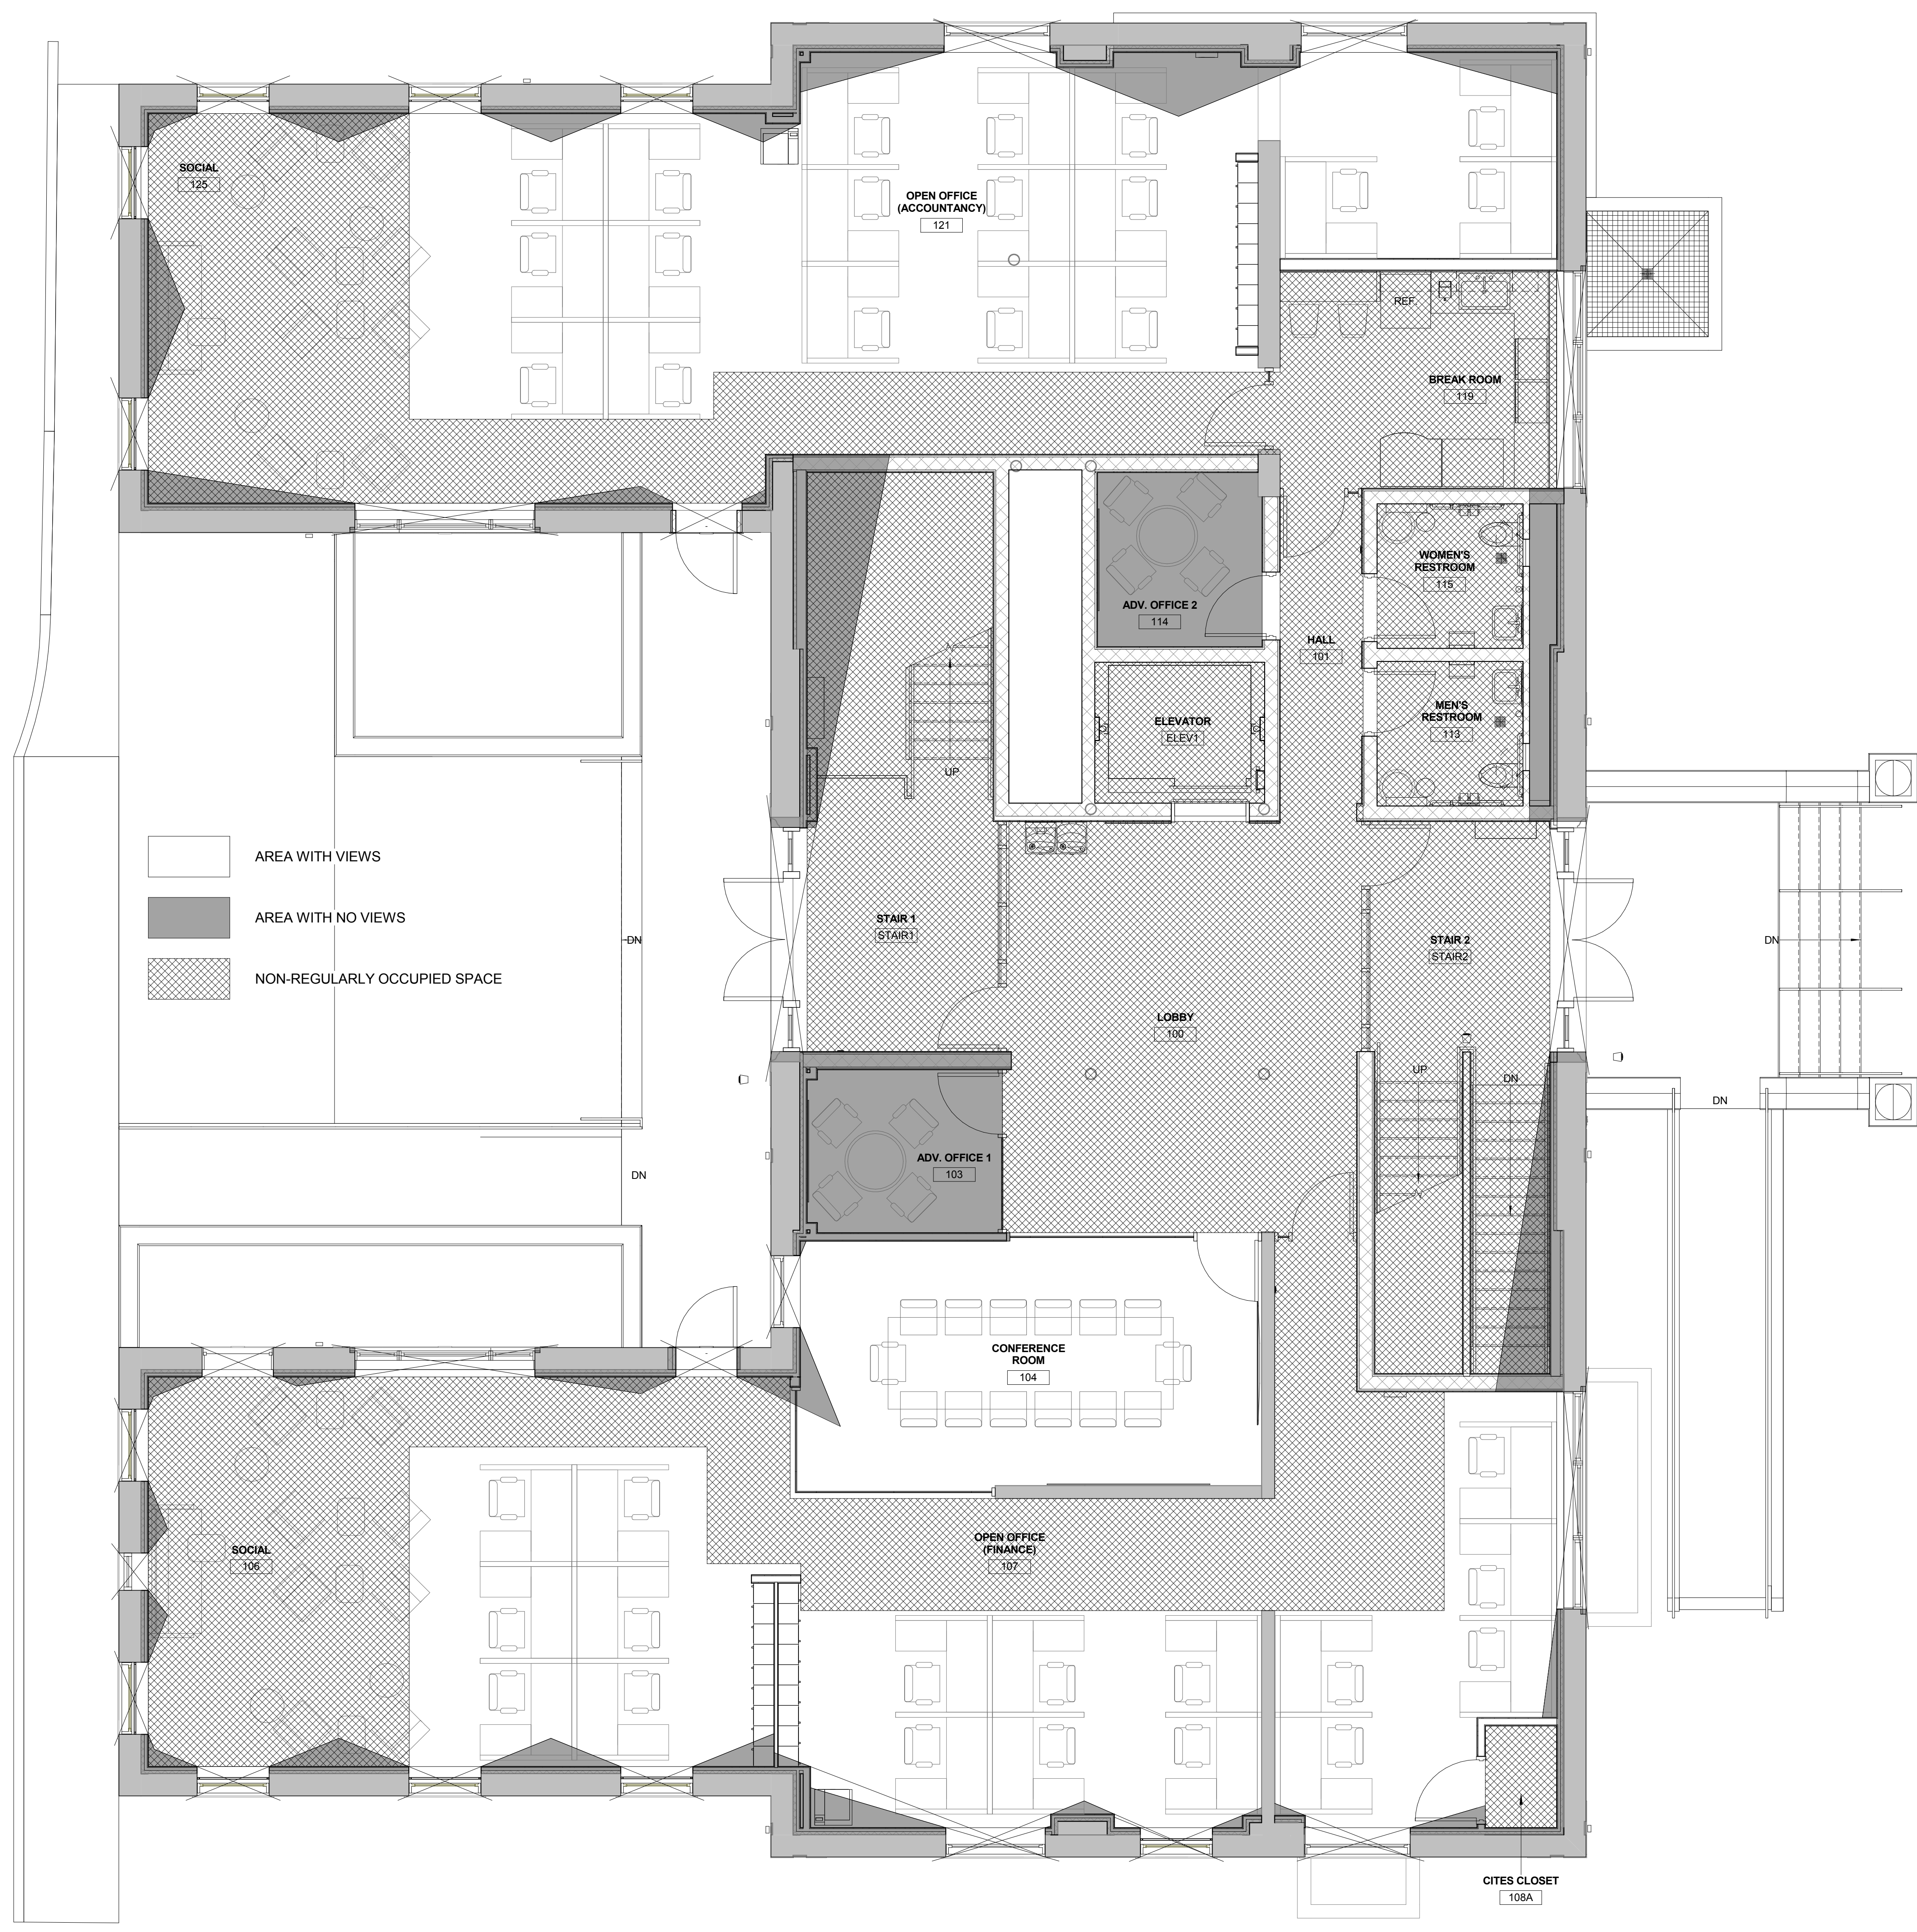 SOCIAL
125
OPEN OFFICE
(ACCOUNTANCY)
121
REF.
BREAK ROOM
119
WOMEN'S
RESTROOM
115
ADV. OFFICE 2
114
HALL
101
MEN'S
RESTROOM
113
ELEVATOR
ELEV1
UP
AREA WITH VIEWS
AREA WITH NO VIEWS
NON-REGULARLY OCCUPIED SPACE
DN
STAIR 1
STAIR1
STAIR 2
STAIR2
DN
LOBBY
100
UP
DN
DN
ADV. OFFICE 1
103
DN
CONFERENCE
ROOM
104
SOCIAL
106
OPEN OFFICE
(FINANCE)
107
CITES CLOSET
108A